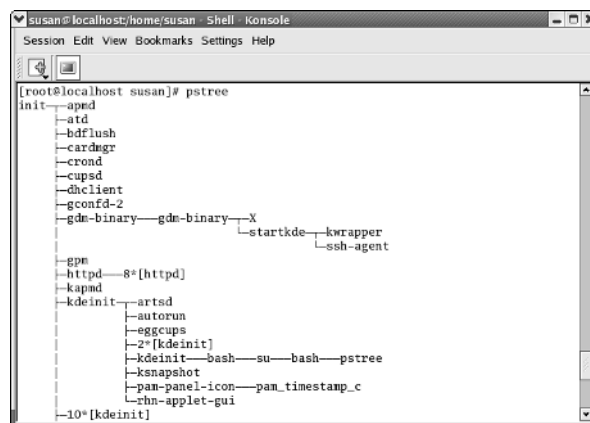 susan@localhost:/home/susan - Shell - Konsole
Session Edit View Bookmarks Settings Help
[root@localhost susan]# pstree
init─┬─apmd
     ├─atd
     ├─bdflush
     ├─cardmgr
     ├─crond
     ├─cupsd
     ├─dhclient
     ├─gconfd-2
     ├─gdm-binary───gdm-binary─┬─X
     │                         └─startkde─┬─kwrapper
     │                                    └─ssh-agent
     ├─gpm
     ├─httpd───8*[httpd]
     ├─kapmd
     ├─kdeinit─┬─artsd
     │         ├─autorun
     │         ├─eggcups
     │         ├─2*[kdeinit]
     │         ├─kdeinit───bash───su───bash───pstree
     │         ├─ksnapshot
     │         ├─pam-panel-icon───pam_timestamp_c
     │         └─rhn-applet-gui
     ├─10*[kdeinit]